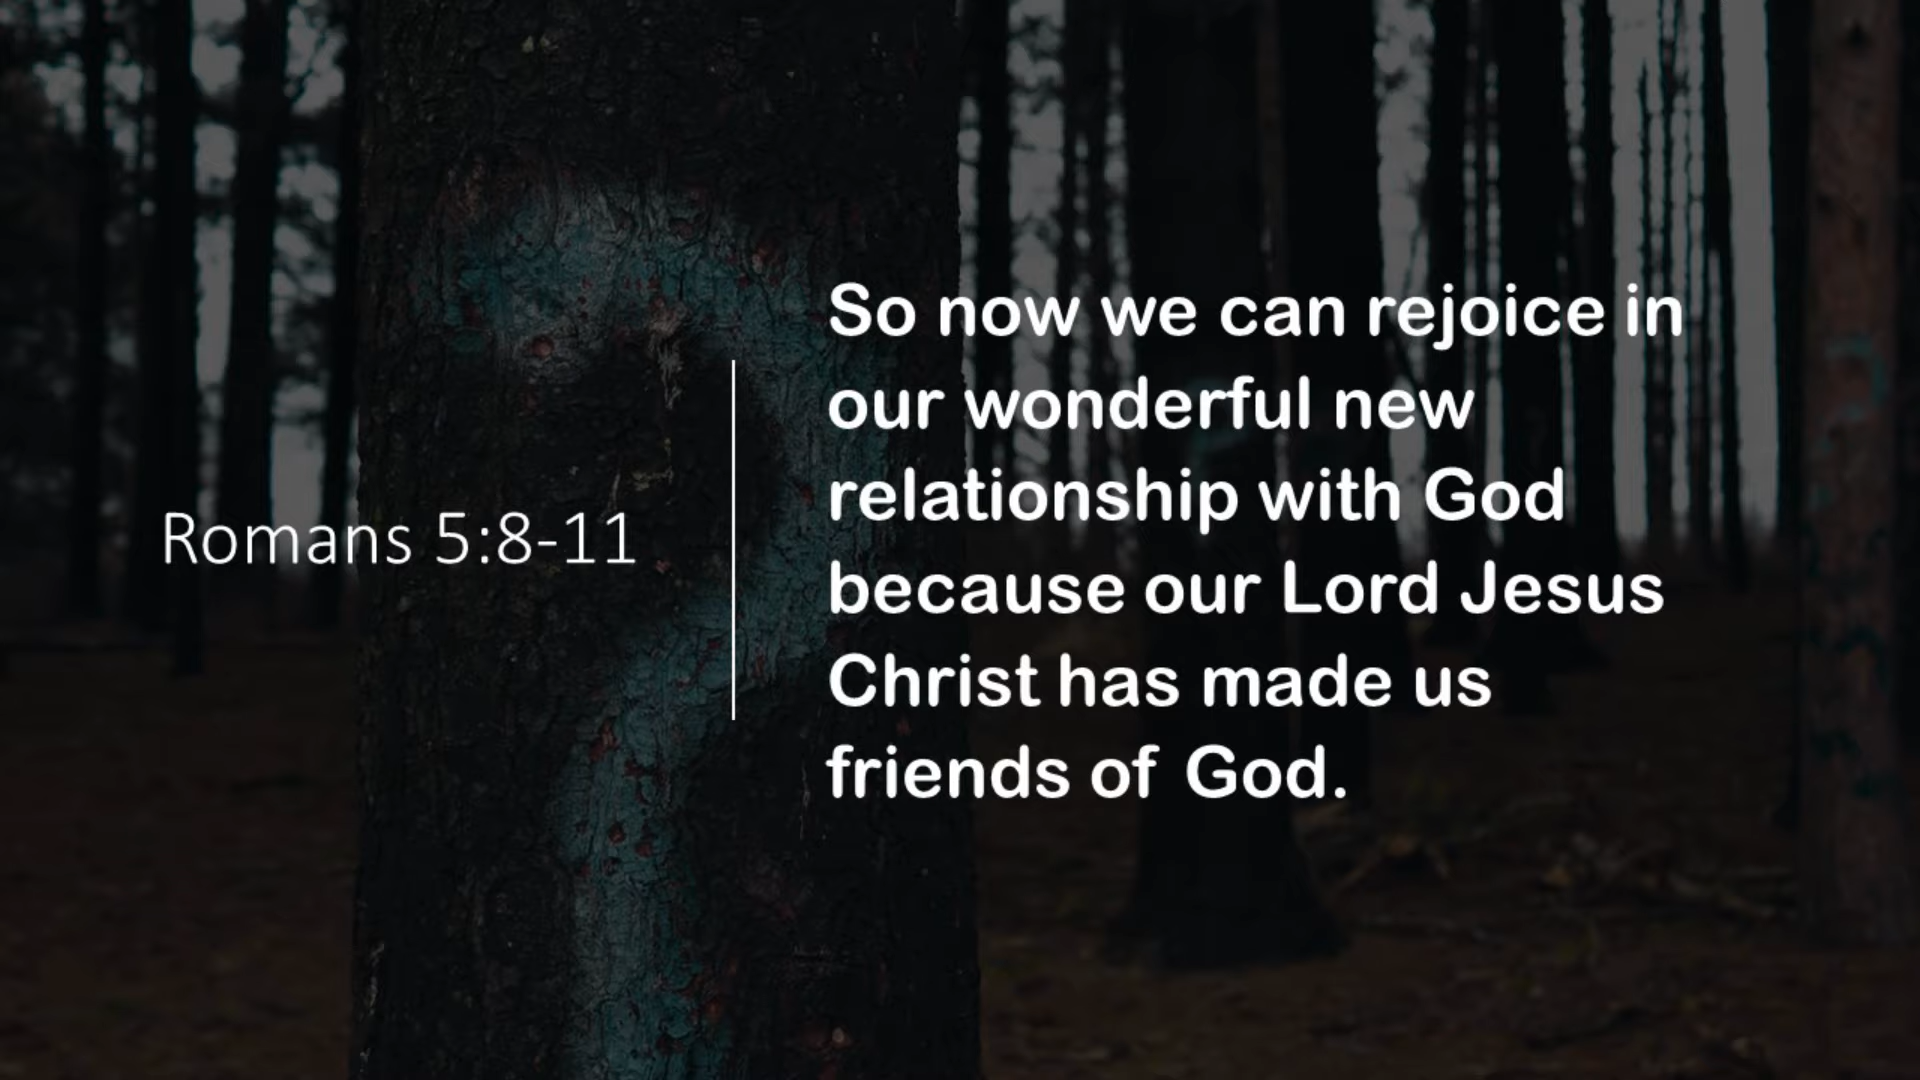 Romans 5:8-11
So now we can rejoice in
our wonderful new
relationship with God
because our Lord Jesus
Christ has made us
friends of God.